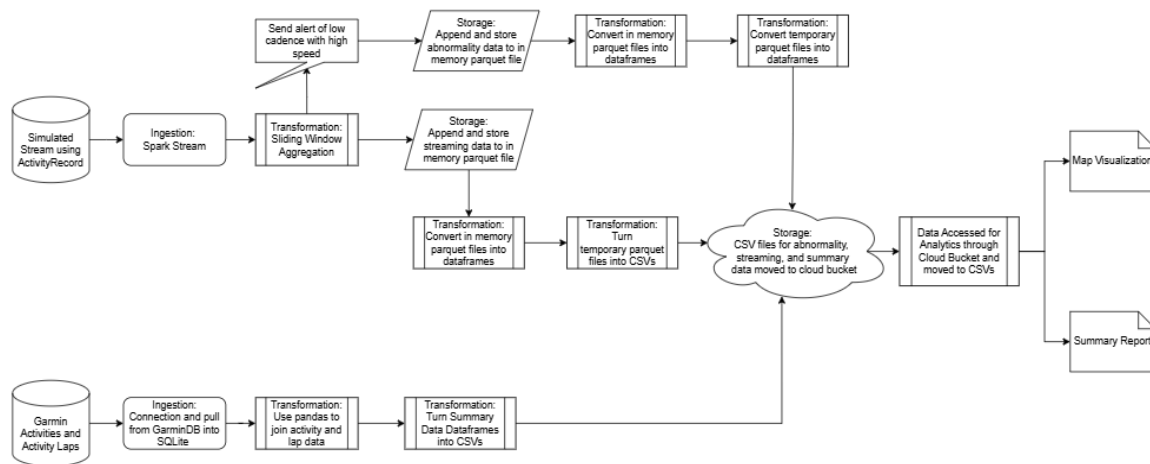 Send alert of low
cadence with high
speed
Storage:
Append and store
abnormality data to in
memory parquet file
Transformation:
Convert in memory
parquet files into
dataframes
Transformation:
Convert temporary
parquet files into
dataframes
Simulated
Stream using
ActivityRecord
Ingestion:
Spark Stream
Transformation:
Sliding Window
Aggregation
Storage:
Append and store
streaming data to in
memory parquet file
Map Visualization
Transformation:
Convert in memory
parquet files into
dataframes
Transformation:
Turn
temporary parquet
files into CSVs
Storage:
CSV files for abnormality,
streaming, and summary
data moved to cloud bucket
Data Accessed for
Analytics through
Cloud Bucket and
moved to CSVs
Summary Report
Garmin
Activities and
Activity Laps
Ingestion:
Connection and pull
from GarminDB into
SQLite
Transformation:
Use pandas to
join activity and
lap data
Transformation:
Turn Summary
Data Dataframes
into CSVs